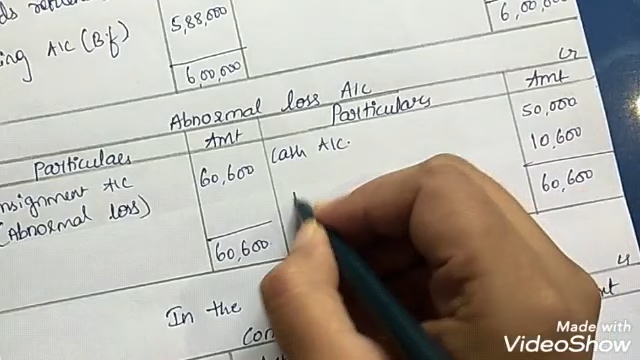 5,88,000
6,00,000
ing A/C (B.f)
6,00,000
Cr
Abnormal loss A/C
Particulars Amt Particulars Amt
nsignment A/c 60,600 Cash A/C. 50,000
(Abnormal loss) 10,600
60,600 60,600
In the
Con
Made with
VideoShow